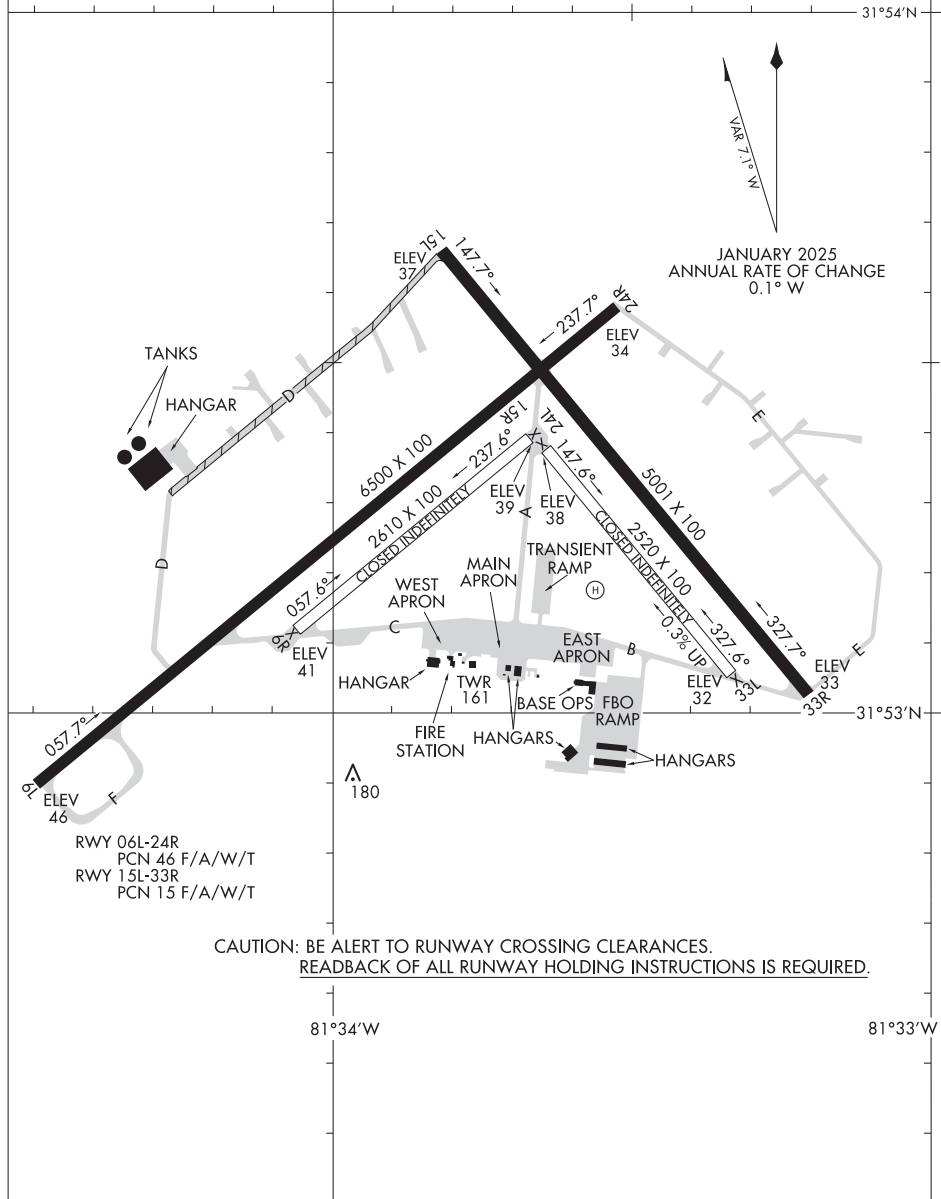 31°54'N
VAR 7.1° W
JANUARY 2025
ANNUAL RATE OF CHANGE
0.1° W
15L
147.7°
ELEV
37
24R
237.7°
ELEV
34
TANKS
HANGAR
D
E
6500 X 100
15R
24L
237.6°
147.6°
2610 X 100
CLOSED INDEFINITELY
ELEV
39
A
ELEV
38
5001 X 100
2520 X 100
CLOSED INDEFINITELY
TRANSIENT
RAMP
H
D
MAIN
APRON
WEST
APRON
057.6°
6R
ELEV
41
C
EAST
APRON
B
0.3% UP
327.6°
327.7°
E
ELEV
33
33R
ELEV
32
33L
HANGAR
TWR
161
BASE OPS
FBO
RAMP
31°53'N
FIRE
STATION
HANGARS
HANGARS
057.7°
6L
ELEV
46
F
180
RWY 06L-24R
PCN 46 F/A/W/T
RWY 15L-33R
PCN 15 F/A/W/T
CAUTION: BE ALERT TO RUNWAY CROSSING CLEARANCES.
READBACK OF ALL RUNWAY HOLDING INSTRUCTIONS IS REQUIRED.
81°34'W
81°33'W